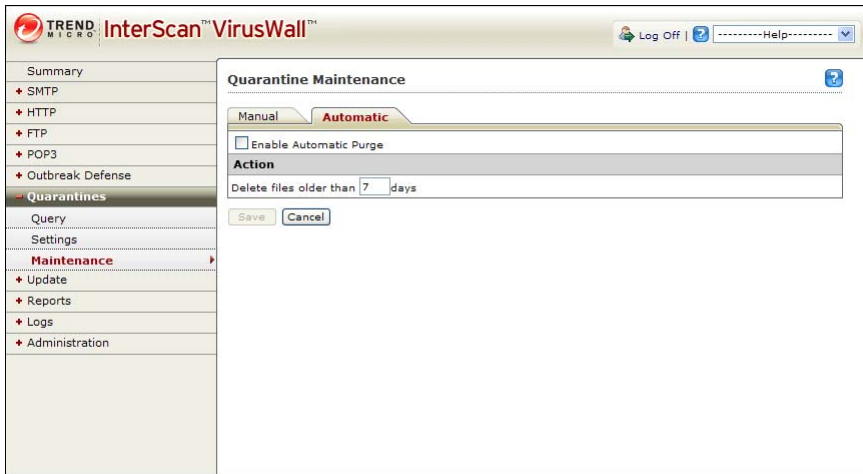 TREND MICRO InterScan™ VirusWall™
Log Off | ? ---------Help---------
Summary
+ SMTP
+ HTTP
+ FTP
+ POP3
+ Outbreak Defense
- Quarantines
Query
Settings
Maintenance
+ Update
+ Reports
+ Logs
+ Administration
Quarantine Maintenance ?
Manual Automatic
Enable Automatic Purge
Action
Delete files older than 7 days
Save Cancel